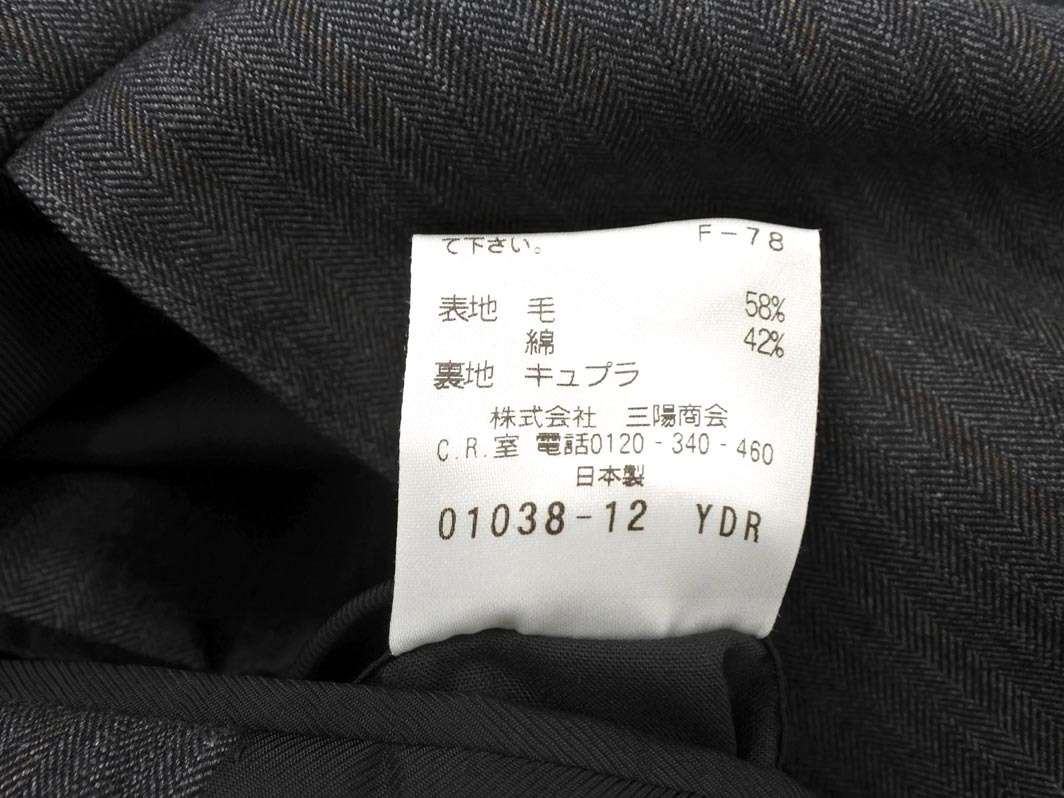 て下さい。 F-78
表地 毛 58%
綿 42%
裏地 キュプラ
株式会社 三陽商会
C.R.室 電話0120-340-460
日本製
01038-12 YDR